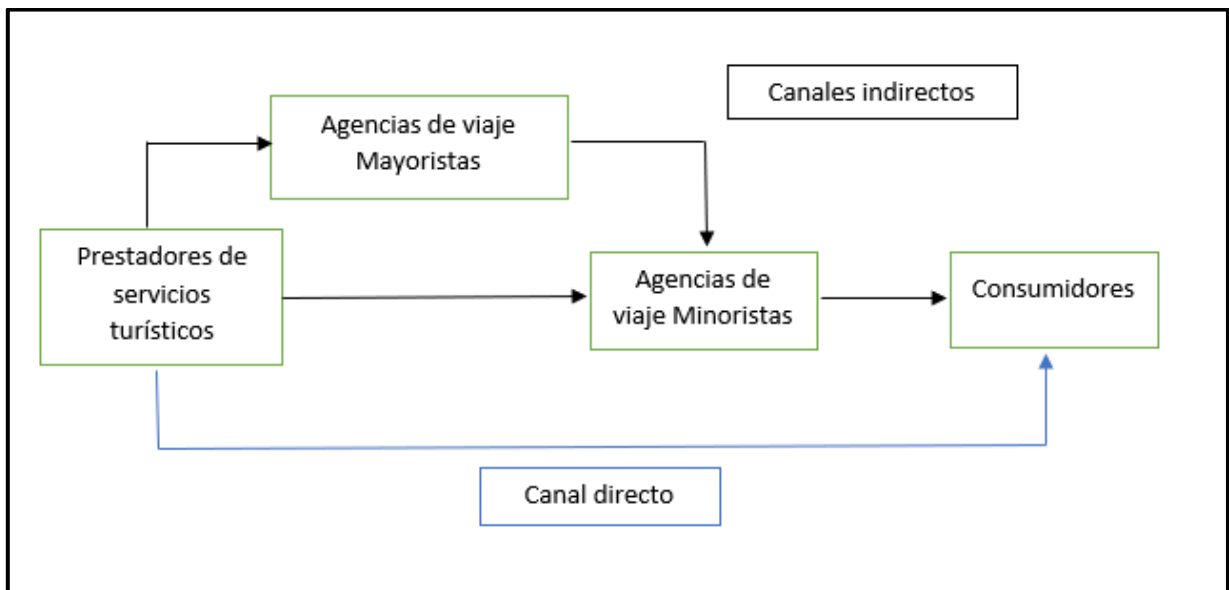 Canales indirectos
Agencias de viaje
Mayoristas
Prestadores de
servicios
turísticos
Agencias de
viaje Minoristas
Consumidores
Canal directo